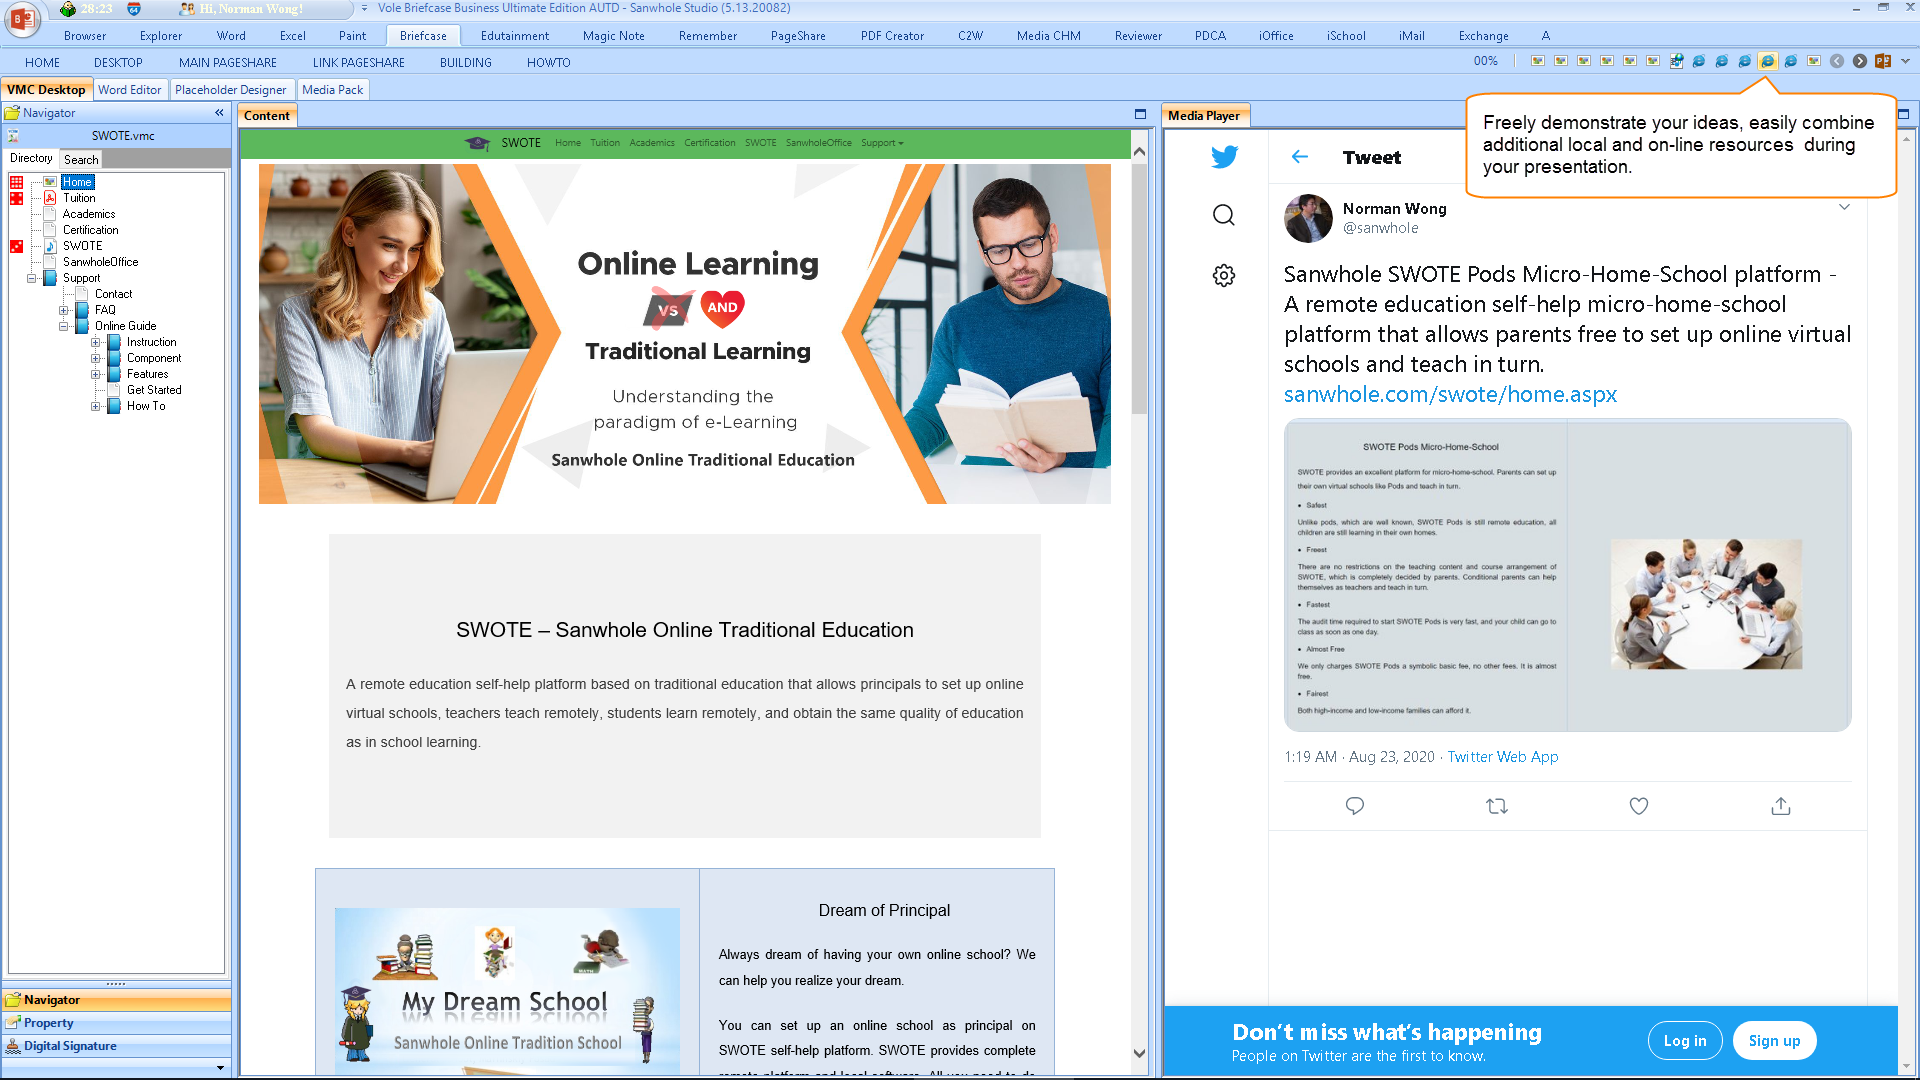 28:23
Hi, Norman Wong!
Vole Briefcase Business Ultimate Edition AUTD - Sanwhole Studio (5.13.20082)
Browser Explorer Word Excel Paint Briefcase Edutainment Magic Note Remember PageShare PDF Creator C2W Media CHM Reviewer PDCA iOffice iSchool iMail Exchange A
HOME DESKTOP MAIN PAGESHARE LINK PAGESHARE BUILDING HOWTO
00%
VMC Desktop Word Editor Placeholder Designer Media Pack
Navigator
SWOTE.vmc
Directory Search
Home
Tuition
Academics
Certification
SWOTE
SanwholeOffice
Support
Contact
FAQ
Online Guide
Instruction
Component
Features
Get Started
How To
Navigator
Property
Digital Signature
Content
SWOTE Home Tuition Academics Certification SWOTE SanwholeOffice Support
Online Learning
VS AND
Traditional Learning
Understanding the
paradigm of e-Learning
Sanwhole Online Traditional Education
SWOTE – Sanwhole Online Traditional Education
A remote education self-help platform based on traditional education that allows principals to set up online
virtual schools, teachers teach remotely, students learn remotely, and obtain the same quality of education
as in school learning.
MATH
My Dream School
Sanwhole Online Tradition School
Dream of Principal
Always dream of having your own online school? We
can help you realize your dream.
You can set up an online school as principal on
SWOTE self-help platform. SWOTE provides complete
remote platform and local software. All you need to do
Media Player
Freely demonstrate your ideas, easily combine
additional local and on-line resources during
your presentation.
Tweet
Norman Wong
@sanwhole
Sanwhole SWOTE Pods Micro-Home-School platform -
A remote education self-help micro-home-school
platform that allows parents free to set up online virtual
schools and teach in turn.
sanwhole.com/swote/home.aspx
SWOTE Pods Micro-Home-School
SWOTE provides an excellent platform for micro-home-school. Parents can set up
their own virtual schools like Pods and teach in turn.
• Safest
Unlike pods, which are well known, SWOTE Pods is still remote education, all
children are still learning in their own homes.
• Freest
There are no restrictions on the teaching content and course arrangement of
SWOTE, which is completely decided by parents. Conditional parents can help
themselves as teachers and teach in turn.
• Fastest
The audit time required to start SWOTE Pods is very fast, and your child can go to
class as soon as one day.
• Almost Free
We only charges SWOTE Pods a symbolic basic fee, no other fees. It is almost
free.
• Fairest
Both high-income and low-income families can afford it.
1:19 AM · Aug 23, 2020 · Twitter Web App
Don't miss what's happening
People on Twitter are the first to know.
Log in
Sign up